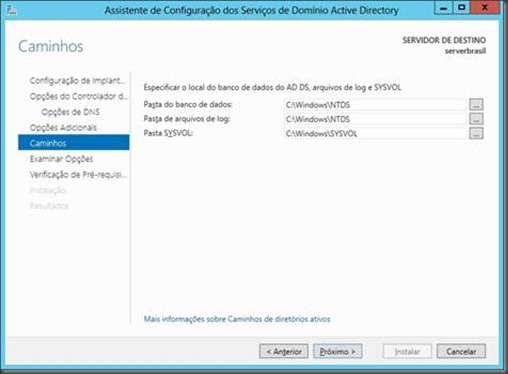 Assistente de Configuração dos Serviços de Domínio Active Directory
Caminhos
SERVIDOR DE DESTINO
serverbrasil
Configuração de Implant...
Opções do Controlador d...
Opções de DNS
Opções Adicionais
Caminhos
Examinar Opções
Verificação de Pré-requisi...
Instalação
Resultados
Especificar o local do banco de dados do AD DS, arquivos de log e SYSVOL
Pasta do banco de dados: C:\Windows\NTDS ...
Pasta de arquivos de log: C:\Windows\NTDS ...
Pasta SYSVOL: C:\Windows\SYSVOL ...
Mais informações sobre Caminhos de diretórios ativos
< Anterior Próximo > Instalar Cancelar